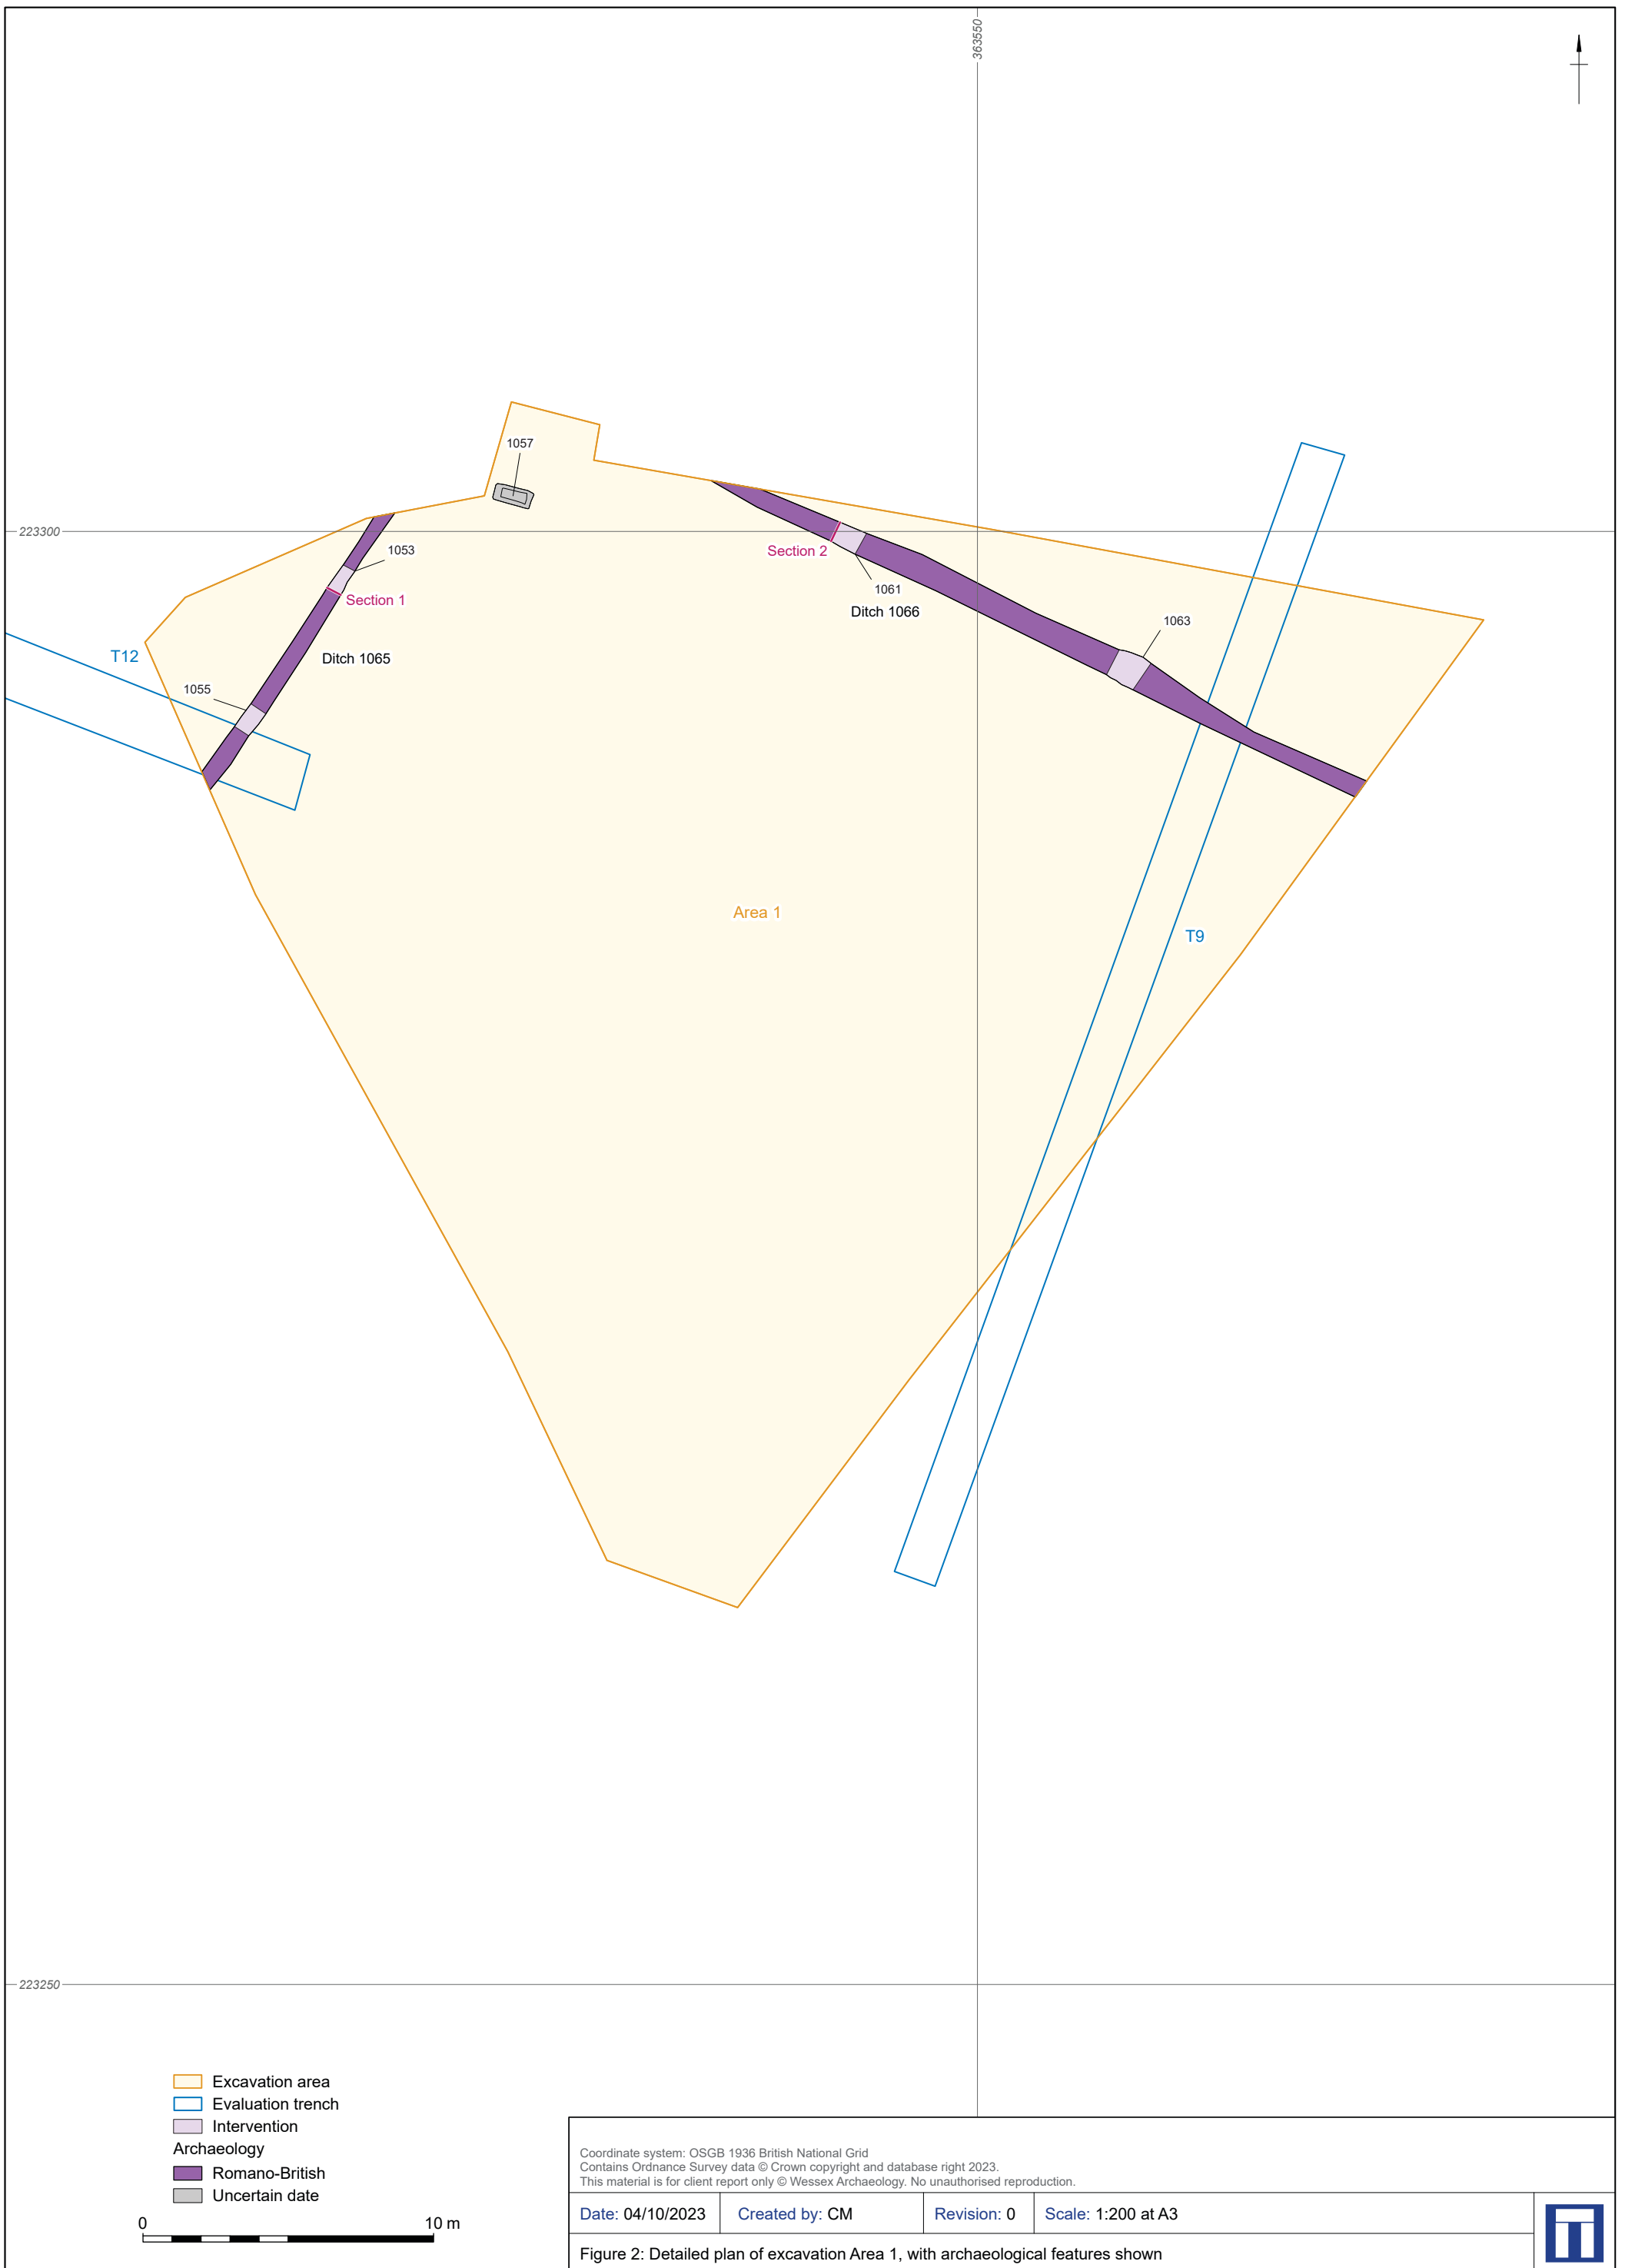 363550
1057
223300
1053
Section 2
1061
Section 1
Ditch 1066
1063
T12
Ditch 1065
1055
Area 1
T9
223250
Excavation area
Evaluation trench
Intervention
Archaeology
Romano-British
Uncertain date
0 10 m
Coordinate system: OSGB 1936 British National Grid
Contains Ordnance Survey data © Crown copyright and database right 2023.
This material is for client report only © Wessex Archaeology. No unauthorised reproduction.
Date: 04/10/2023 Created by: CM Revision: 0 Scale: 1:200 at A3
Figure 2: Detailed plan of excavation Area 1, with archaeological features shown